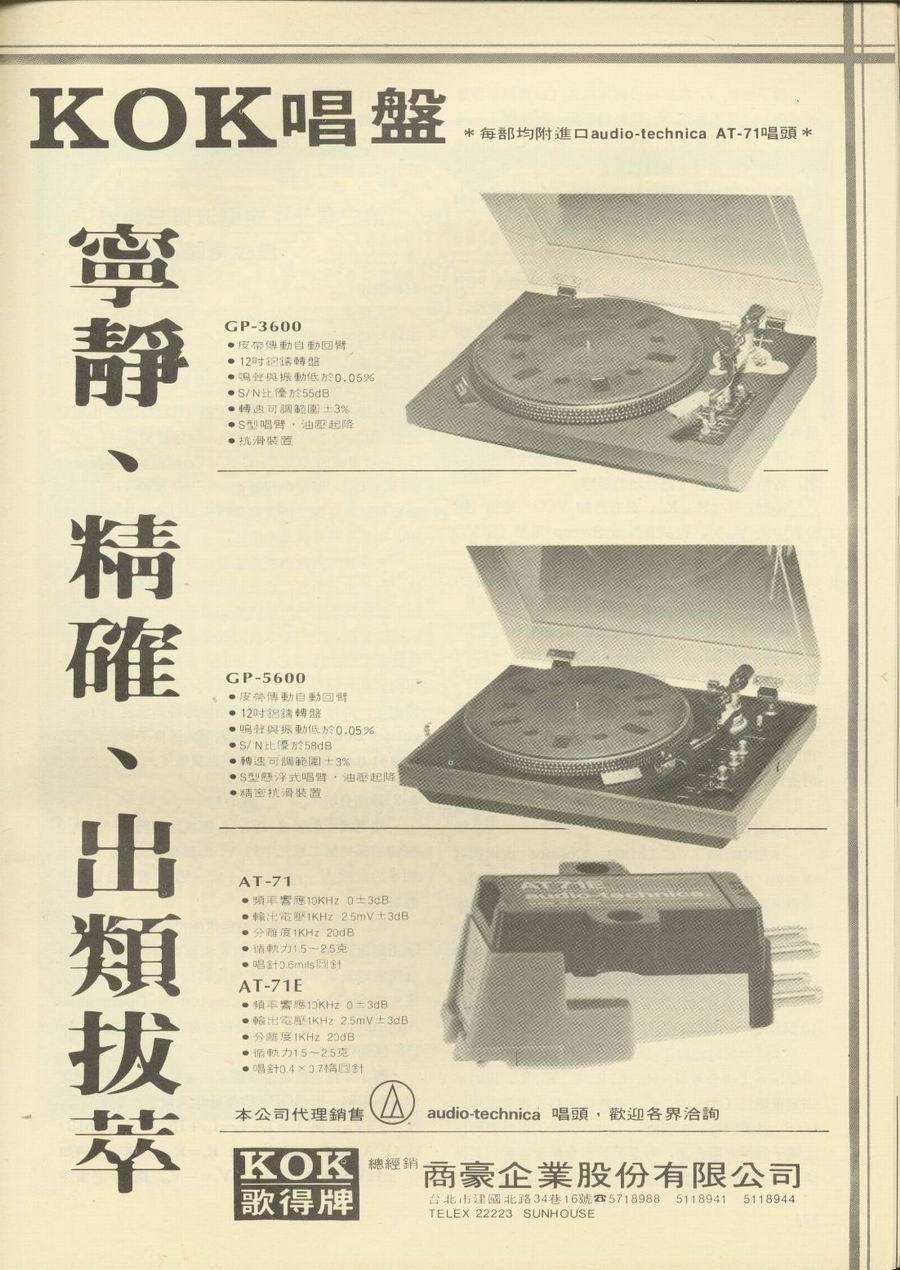 KOK唱盤
＊每部均附進口audio-technica AT-71唱頭＊
寧靜、精確、出類拔萃
GP-3600
●皮帶傳動自動回臂
●12吋鋁鑄轉盤
●鳴聲與振動低於0.05%
●S/N比優於55dB
●轉速可調範圍±3%
●S型唱臂．油壓起降
●抗滑裝置
GP-5600
●皮帶傳動自動回臂
●12吋鋁鑄轉盤
●鳴聲與振動低於0.05%
●S/N比優於58dB
●轉速可調範圍±3%
●S型懸浮式唱臂．油壓起降
●精密抗滑裝置
AT-71
●頻率響應10KHz 0±3dB
●輸出電壓1KHz 2.5mV±3dB
●分離度1KHz 20dB
●循軌力1.5～2.5克
●唱針0.6mils圓針
AT-71E
●頻率響應10KHz 0±3dB
●輸出電壓1KHz 2.5mV±3dB
●分離度1KHz 20dB
●循軌力1.5～2.5克
●唱針0.4×0.7橢圓針
AT71E
audio-technica
本公司代理銷售 audio-technica 唱頭，歡迎各界洽詢
KOK
歌得牌
總經銷 商豪企業股份有限公司
台北市建國北路34巷16號☎5718988 5118941 5118944
TELEX 22223 SUNHOUSE